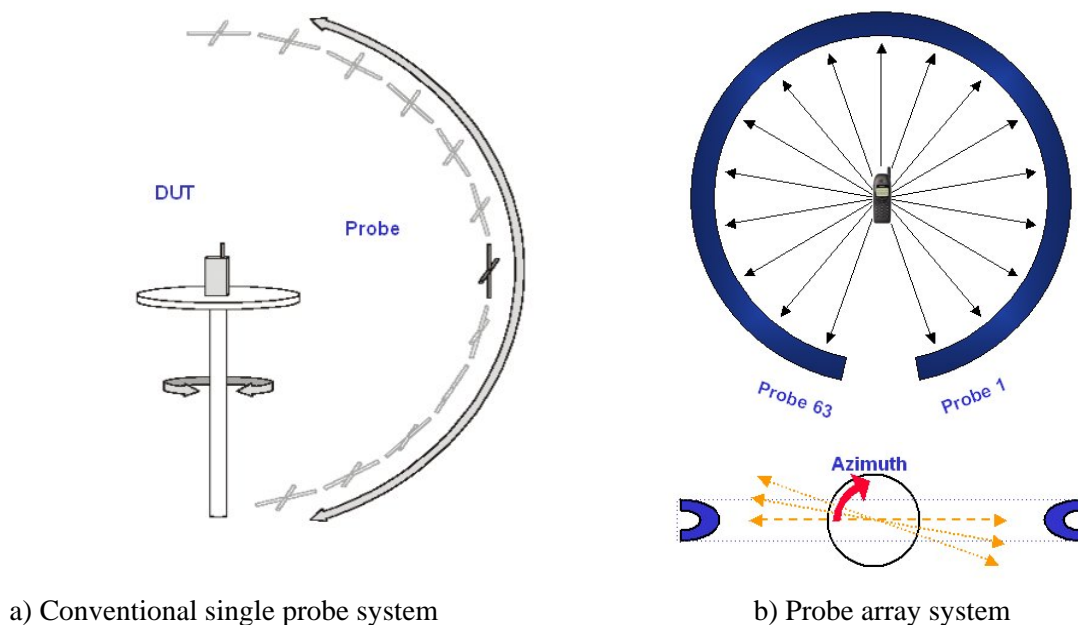 DUT
Probe
Probe 63
Probe 1
Azimuth
a) Conventional single probe system
b) Probe array system